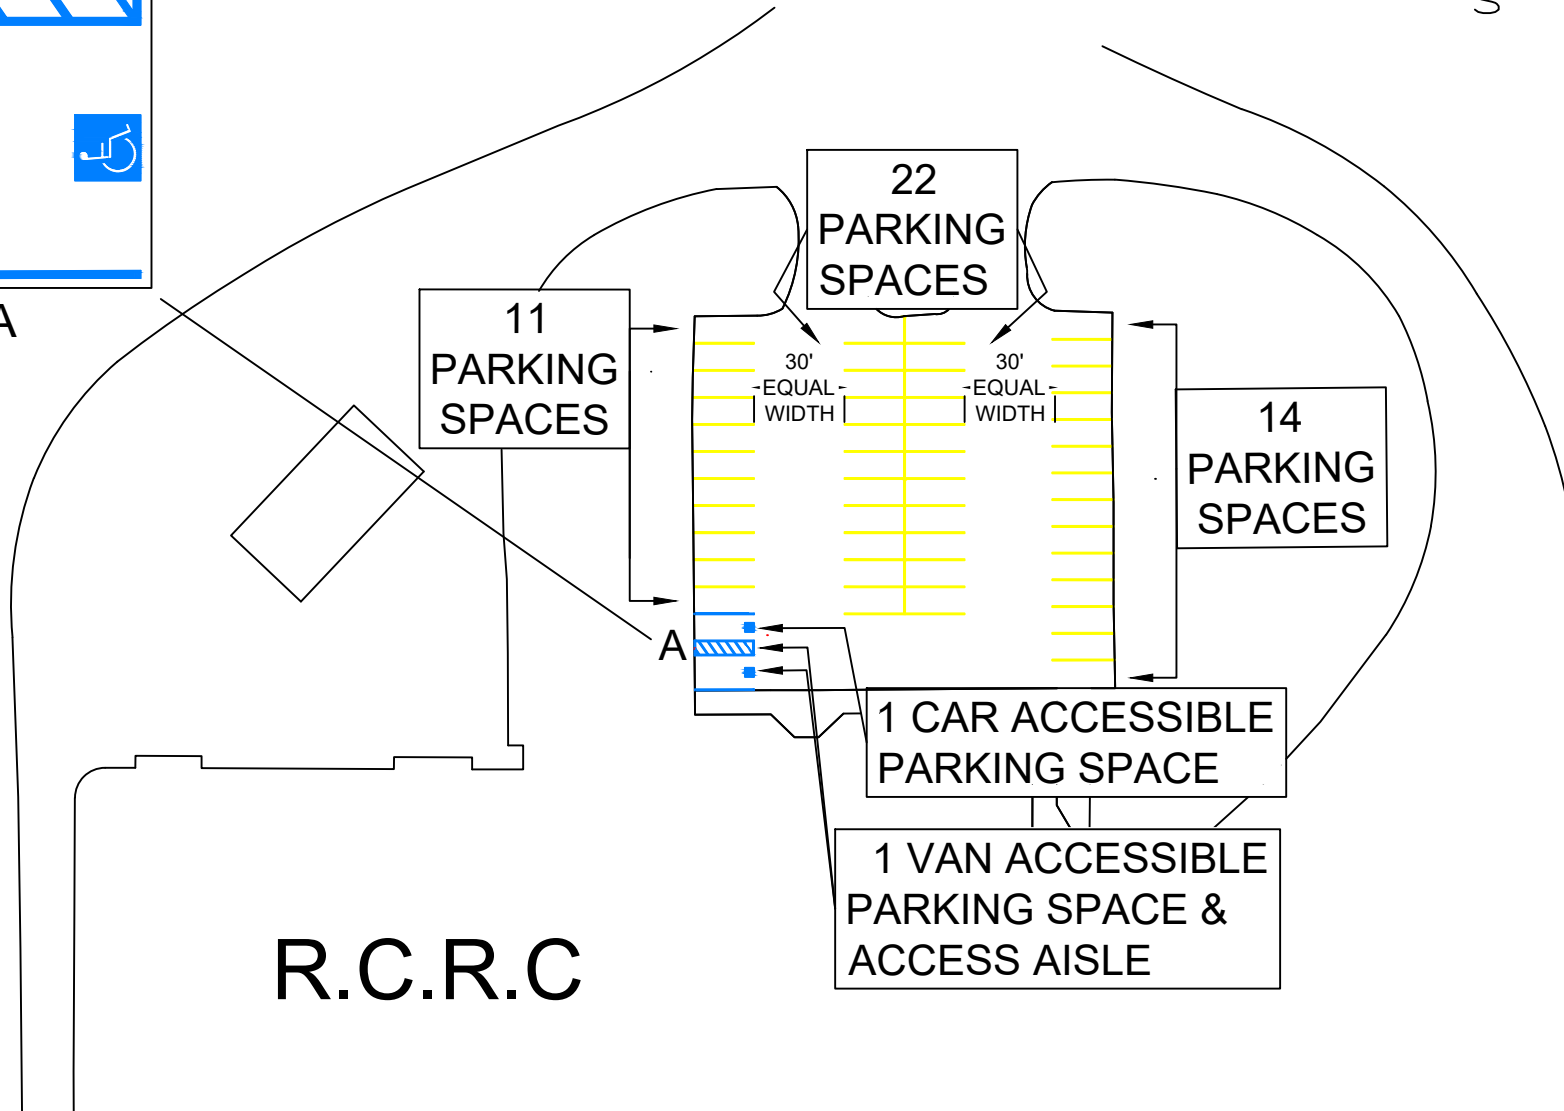 22
PARKING
SPACES
11
PARKING
SPACES
30'
EQUAL
WIDTH
30'
EQUAL
WIDTH
14
PARKING
SPACES
A
A
1 CAR ACCESSIBLE
PARKING SPACE
1 VAN ACCESSIBLE
PARKING SPACE &
ACCESS AISLE
R.C.R.C